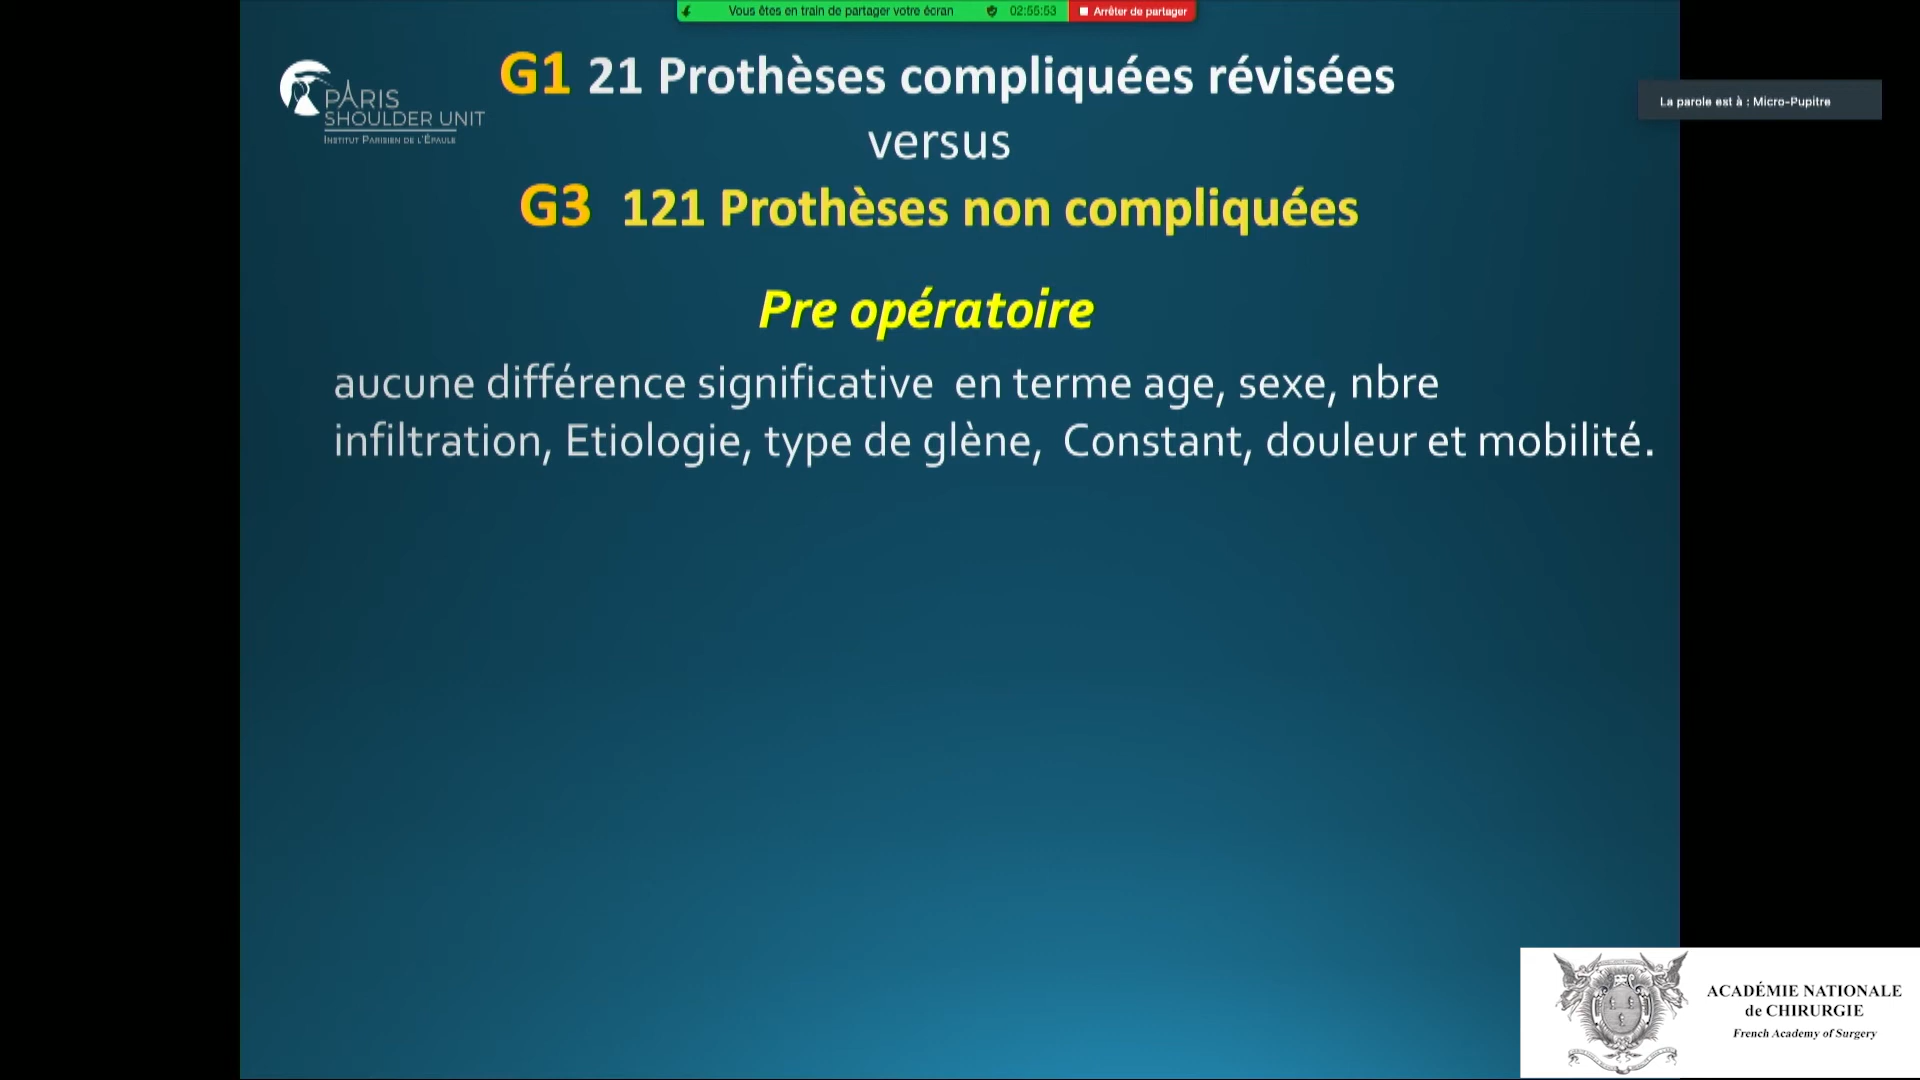 Vous êtes en train de partager votre écran 02:55:53 Arrêter de partager
G1 21 Prothèses compliquées révisées
PARIS
SHOULDER UNIT
INSTITUT PARISIEN DE L'ÉPAULE
La parole est à : Micro-Pupitre
versus
G3 121 Prothèses non compliquées
Pre opératoire
aucune différence significative en terme age, sexe, nbre
infiltration, Etiologie, type de glène, Constant, douleur et mobilité.
ACADÉMIE NATIONALE
de CHIRURGIE
French Academy of Surgery